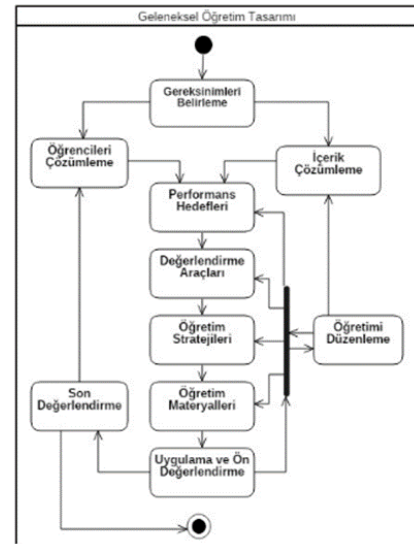 Geleneksel Öğretim Tasarımı
Gereksinimleri
Belirleme
Öğrencileri
Çözümleme
İçerik
Çözümleme
Performans
Hedefleri
Değerlendirme
Araçları
Öğretim
Stratejileri
Öğretimi
Düzenleme
Öğretim
Materyalleri
Son
Değerlendirme
Uygulama ve Ön
Değerlendirme